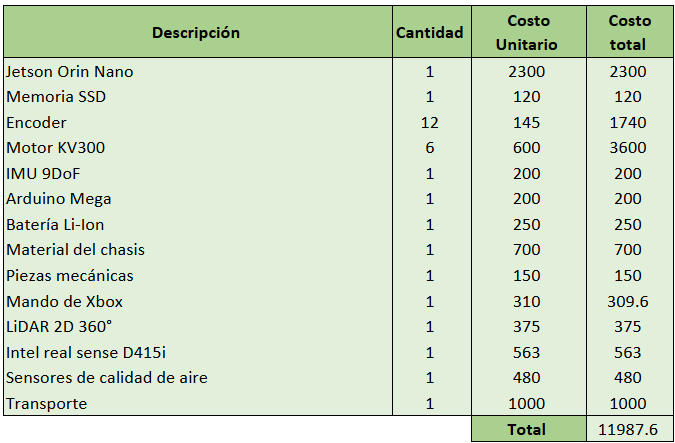 Descripción Cantidad Costo Unitario Costo total
Jetson Orin Nano 1 2300 2300
Memoria SSD 1 120 120
Encoder 12 145 1740
Motor KV300 6 600 3600
IMU 9DoF 1 200 200
Arduino Mega 1 200 200
Batería Li-Ion 1 250 250
Material del chasis 1 700 700
Piezas mecánicas 1 150 150
Mando de Xbox 1 310 309.6
LiDAR 2D 360° 1 375 375
Intel real sense D415i 1 563 563
Sensores de calidad de aire 1 480 480
Transporte 1 1000 1000
Total 11987.6